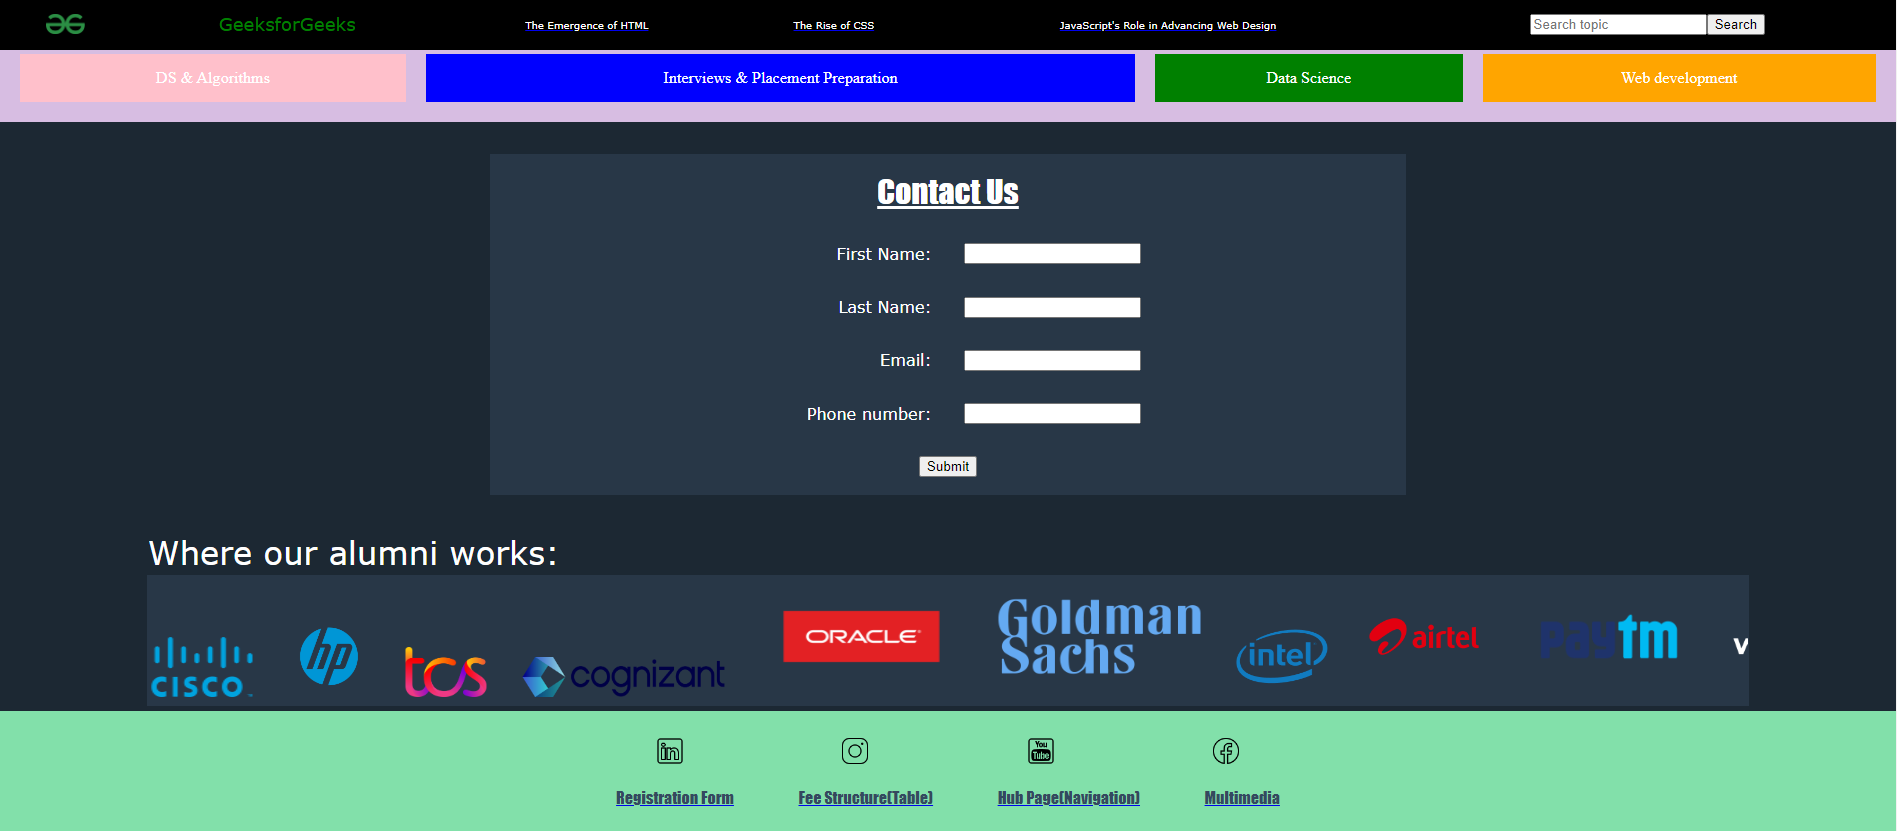 GeeksforGeeks
The Emergence of HTML
The Rise of CSS
JavaScript's Role in Advancing Web Design
Search topic
Search
DS & Algorithms
Interviews & Placement Preparation
Data Science
Web development
Contact Us
First Name:
Last Name:
Email:
Phone number:
Submit
Where our alumni works:
CISCO
hp
tcs
cognizant
ORACLE
Goldman
Sachs
intel
airtel
paytm
in
You
Tube
Registration Form
Fee Structure(Table)
Hub Page(Navigation)
Multimedia